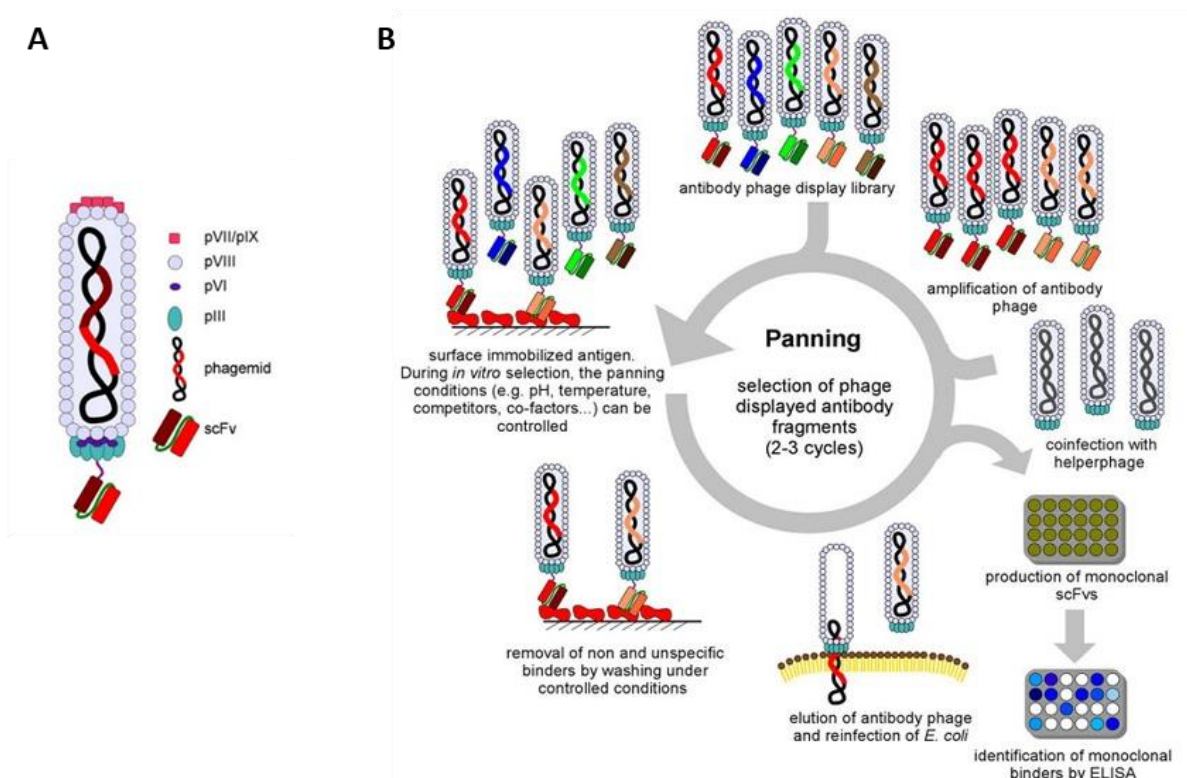 A
pVII/pIX
pVIII
pVI
pIII
phagemid
scFv
B
antibody phage display library
amplification of antibody
phage
surface immobilized antigen.
During in vitro selection, the panning
conditions (e.g. pH, temperature,
competitors, co-factors...) can be
controlled
Panning
selection of phage
displayed antibody
fragments
(2-3 cycles)
coinfection with
helperphage
production of monoclonal
scFvs
removal of non and unspecific
binders by washing under
controlled conditions
elution of antibody phage
and reinfection of E. coli
identification of monoclonal
binders by ELISA